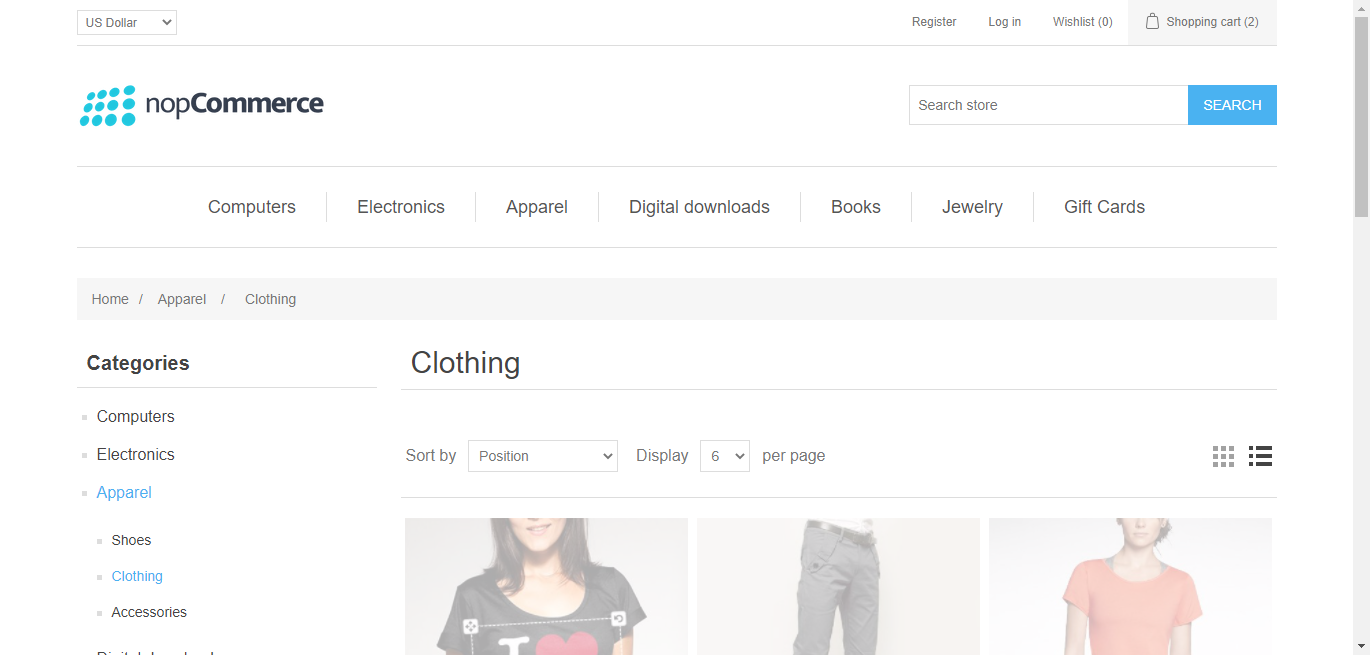 US Dollar
Register Log in Wishlist (0) Shopping cart (2)
nopCommerce
Search store SEARCH
Computers Electronics Apparel Digital downloads Books Jewelry Gift Cards
Home / Apparel / Clothing
Categories
Computers
Electronics
Apparel
Shoes
Clothing
Accessories
Clothing
Sort by Position Display 6 per page
I